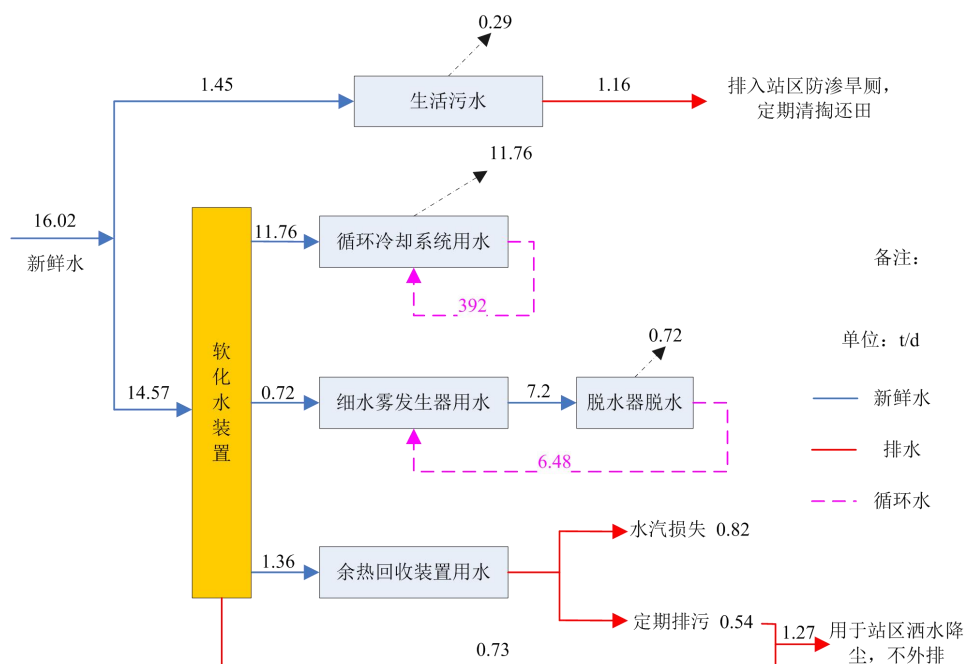 0.29
1.45
生活污水
1.16
排入站区防渗旱厕，
定期清掏还田
11.76
16.02
新鲜水
11.76
循环冷却系统用水
392
备注：
单位：t/d
软
化
水
装
置
0.72
14.57
0.72
细水雾发生器用水
7.2
脱水器脱水
6.48
新鲜水
排水
循环水
水汽损失 0.82
1.36
余热回收装置用水
定期排污 0.54
1.27
用于站区洒水降
尘，不外排
0.73